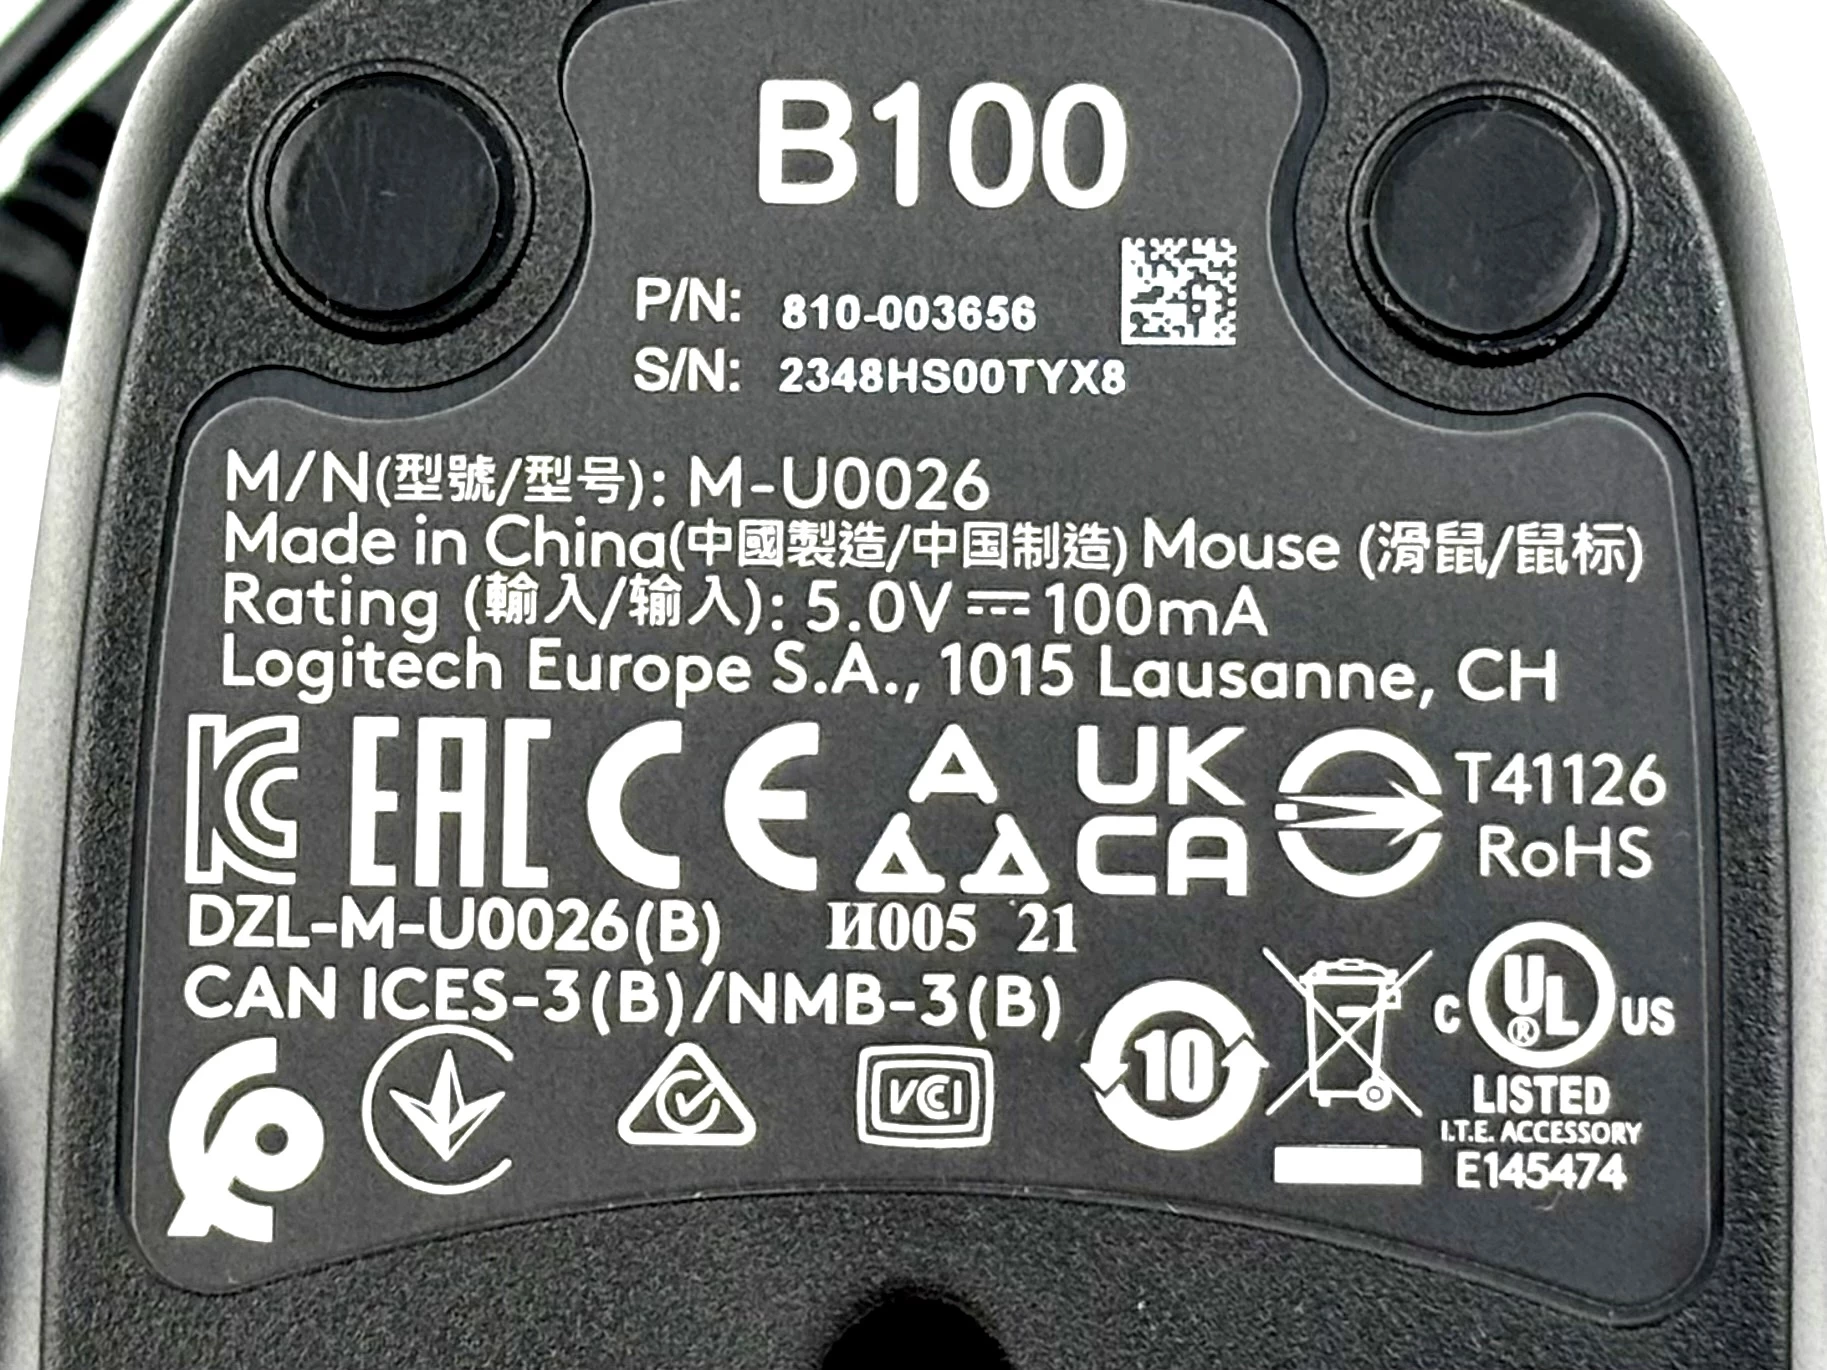 B100
P/N: 810-003656
S/N: 2348HS00TYX8
M/N(型號/型号): M-U0026
Made in China(中國製造/中国制造) Mouse (滑鼠/鼠标)
Rating (輸入/输入): 5.0V ⎓ 100mA
Logitech Europe S.A., 1015 Lausanne, CH
KC EAC CE A UK CA T41126 RoHS
DZL-M-U0026(B) И005 21
CAN ICES-3(B)/NMB-3(B)
VCCI 10
C UL® US
LISTED
I.T.E. ACCESSORY
E145474